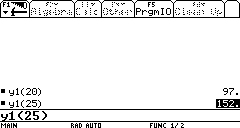 F1 F2 F3 F4 F5 F6
Algebra Calc Other PrgmIO Clean Up
y1(20) 97.
y1(25) 152.
y1(25)
MAIN RAD AUTO FUNC 1/2